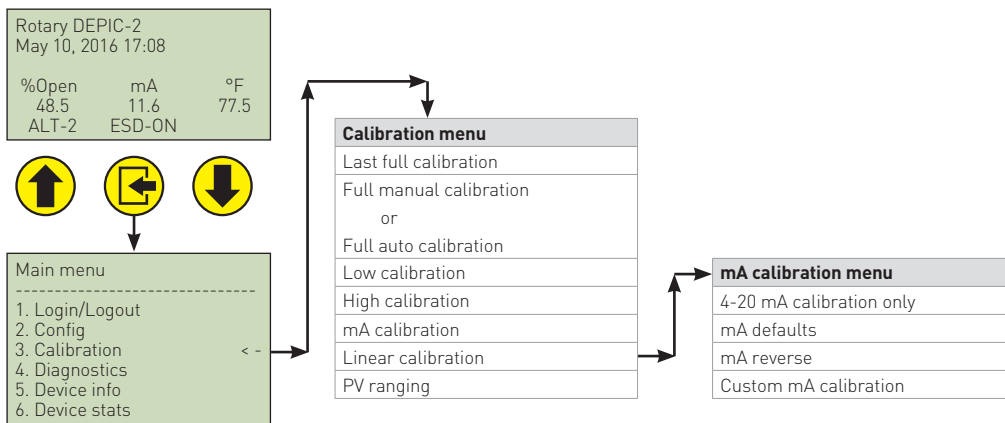 Rotary DEPIC-2
May 10, 2016 17:08
%Open mA °F
48.5 11.6 77.5
ALT-2 ESD-ON
Main menu
------------------------------
1. Login/Logout
2. Config
3. Calibration < -
4. Diagnostics
5. Device info
6. Device stats
Calibration menu
Last full calibration
Full manual calibration
or
Full auto calibration
Low calibration
High calibration
mA calibration
Linear calibration
PV ranging
mA calibration menu
4-20 mA calibration only
mA defaults
mA reverse
Custom mA calibration